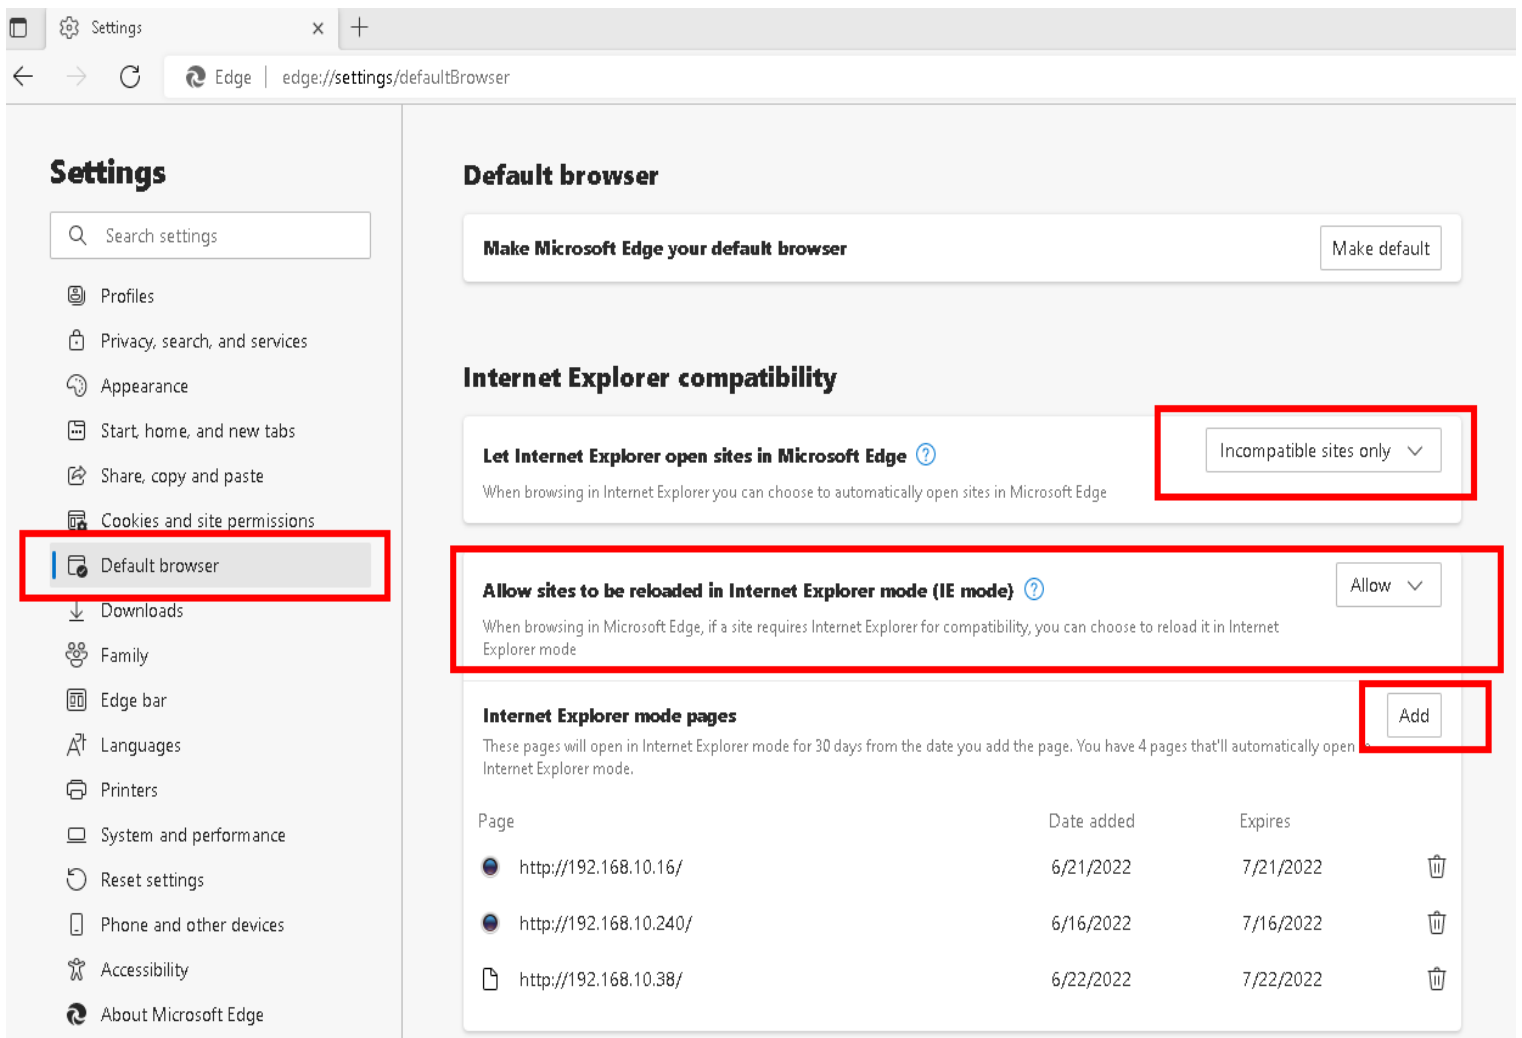 Settings
Edge | edge://settings/defaultBrowser
Settings
Search settings
Profiles
Privacy, search, and services
Appearance
Start, home, and new tabs
Share, copy and paste
Cookies and site permissions
Default browser
Downloads
Family
Edge bar
Languages
Printers
System and performance
Reset settings
Phone and other devices
Accessibility
About Microsoft Edge
Default browser
Make Microsoft Edge your default browser
Make default
Internet Explorer compatibility
Let Internet Explorer open sites in Microsoft Edge
Incompatible sites only
When browsing in Internet Explorer you can choose to automatically open sites in Microsoft Edge
Allow sites to be reloaded in Internet Explorer mode (IE mode)
Allow
When browsing in Microsoft Edge, if a site requires Internet Explorer for compatibility, you can choose to reload it in Internet
Explorer mode
Internet Explorer mode pages
Add
These pages will open in Internet Explorer mode for 30 days from the date you add the page. You have 4 pages that'll automatically open
Internet Explorer mode.
Page Date added Expires
http://192.168.10.16/ 6/21/2022 7/21/2022
http://192.168.10.240/ 6/16/2022 7/16/2022
http://192.168.10.38/ 6/22/2022 7/22/2022